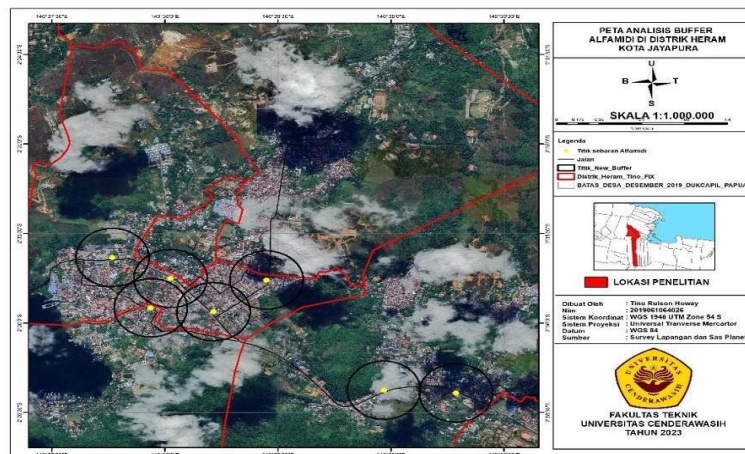 PETA ANALISIS BUFFER
ALFAMIDI DI DISTRIK HERAM
KOTA JAYAPURA
U
B T
S
SKALA 1:1.000.000
Legenda
Titik sebaran Alfamidi
Jalan
Titik_New_Buffer
Distrik_Heram_Tino_FIX
BATAS_DESA_DESEMBER_2019_DUKCAPIL_PAPUA
LOKASI PENELITIAN
Dibuat Oleh : Tino Rulson Howay
Nim : 2019061064026
Sistem Koordinat : WGS 1948 UTM Zone 54 S
Sistem Proyeksi : Universal Tranverse Mercartor
Datum : WGS 84
Sumber : Survey Lapangan dan Sas Planet
UNIVERSITAS
CENDERAWASIH
FAKULTAS TEKNIK
UNIVERSITAS CENDERAWASIH
TAHUN 2023